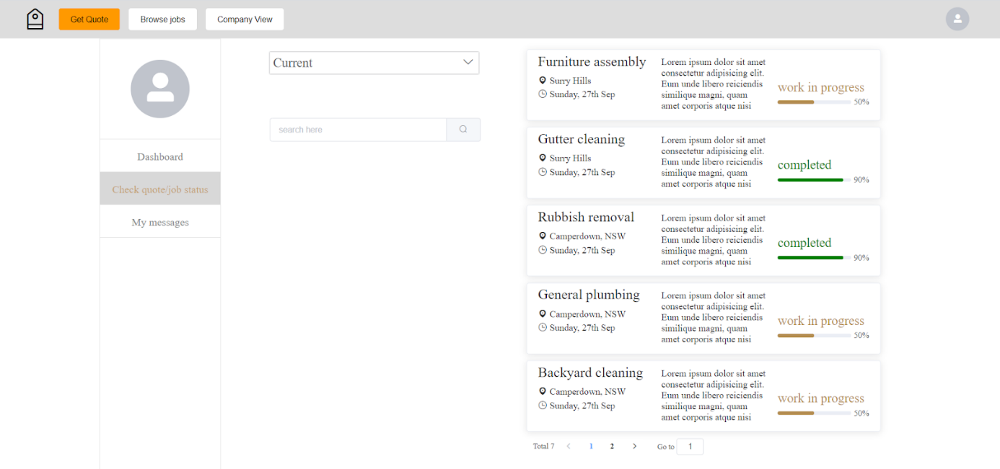 Get Quote
Browse jobs
Company View
Dashboard
Check quote/job status
My messages
Current
search here
Furniture assembly
Surry Hills
Sunday, 27th Sep
Lorem ipsum dolor sit amet
consectetur adipisicing elit.
Eum unde libero reiciendis
similique magni, quam
amet corporis atque nisi
work in progress
50%
Gutter cleaning
Surry Hills
Sunday, 27th Sep
Lorem ipsum dolor sit amet
consectetur adipisicing elit.
Eum unde libero reiciendis
similique magni, quam
amet corporis atque nisi
completed
90%
Rubbish removal
Camperdown, NSW
Sunday, 27th Sep
Lorem ipsum dolor sit amet
consectetur adipisicing elit.
Eum unde libero reiciendis
similique magni, quam
amet corporis atque nisi
completed
90%
General plumbing
Camperdown, NSW
Sunday, 27th Sep
Lorem ipsum dolor sit amet
consectetur adipisicing elit.
Eum unde libero reiciendis
similique magni, quam
amet corporis atque nisi
work in progress
50%
Backyard cleaning
Camperdown, NSW
Sunday, 27th Sep
Lorem ipsum dolor sit amet
consectetur adipisicing elit.
Eum unde libero reiciendis
similique magni, quam
amet corporis atque nisi
work in progress
50%
Total 7 1 2 Go to 1